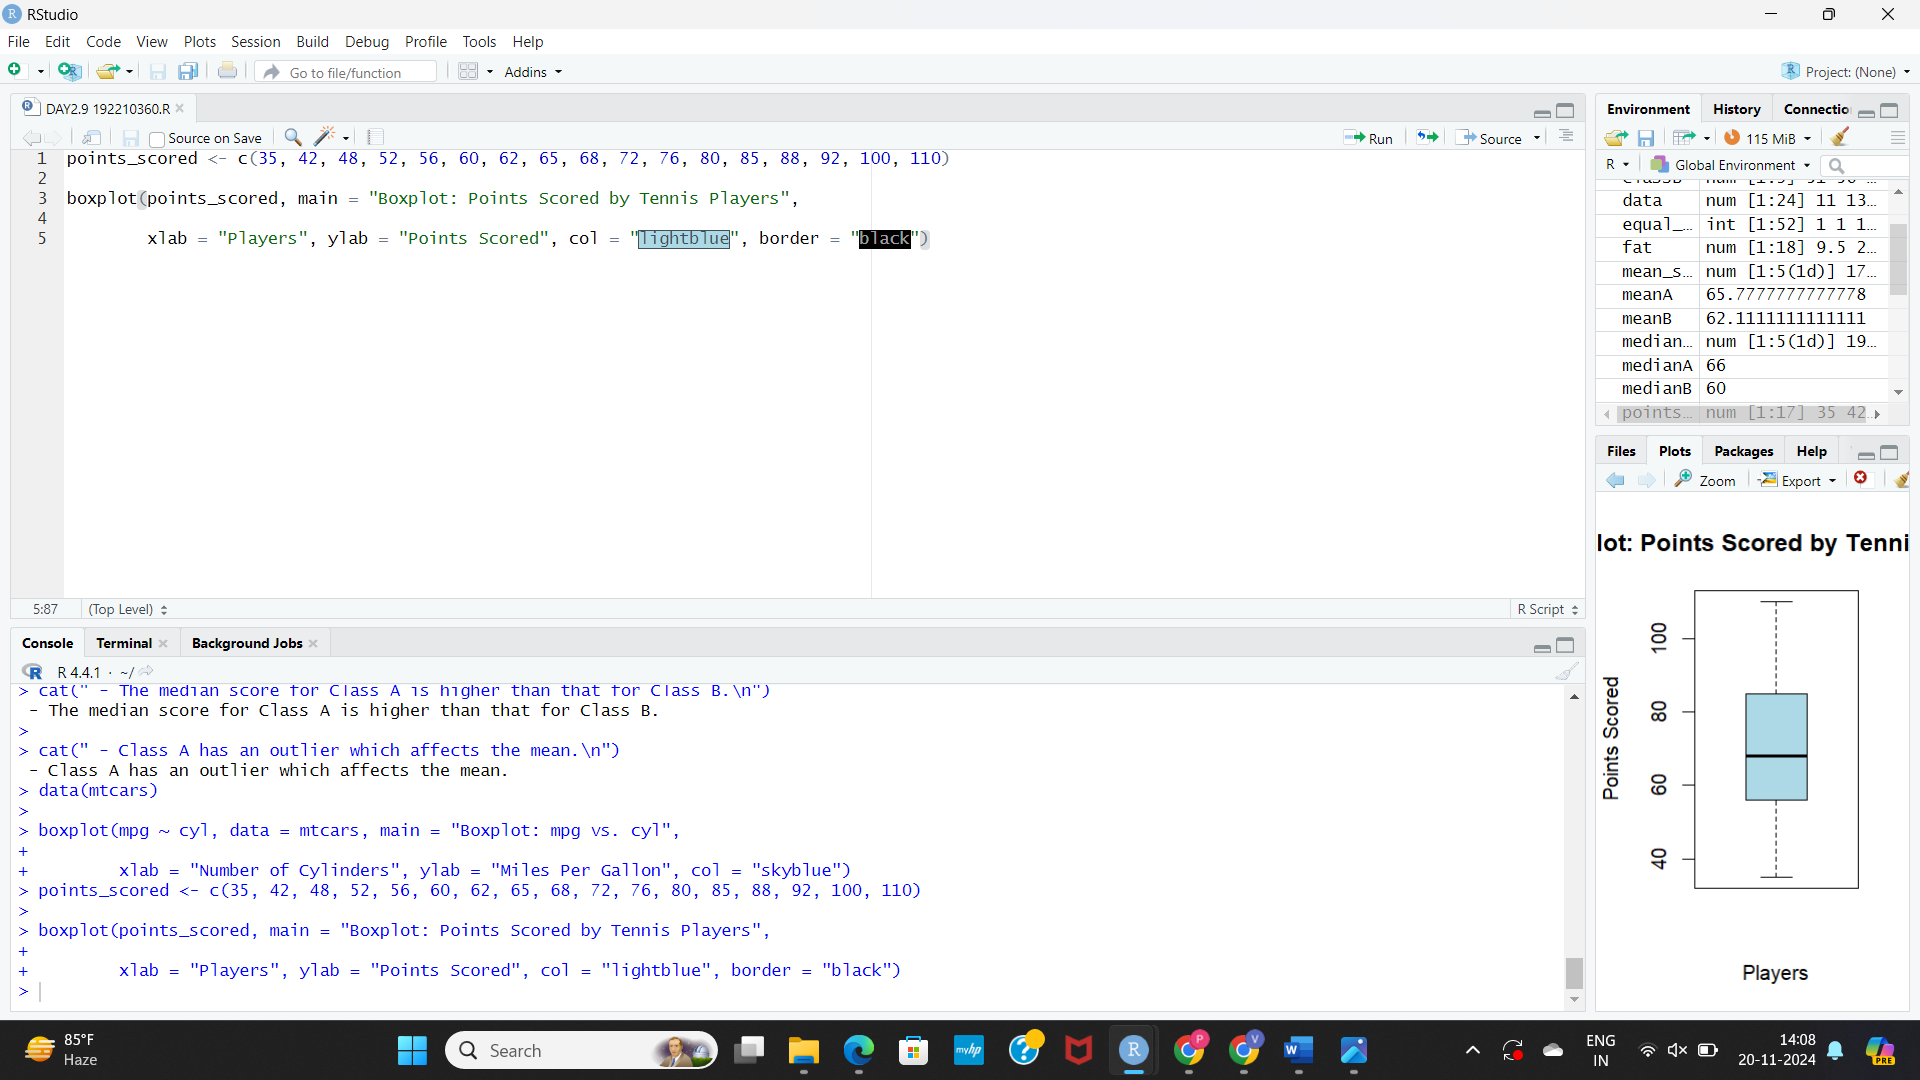 RStudio
File Edit Code View Plots Session Build Debug Profile Tools Help
Go to file/function Addins Project: (None)
DAY2.9 192210360.R
Source on Save Run Source
1 points_scored <- c(35, 42, 48, 52, 56, 60, 62, 65, 68, 72, 76, 80, 85, 88, 92, 100, 110)
2
3 boxplot(points_scored, main = "Boxplot: Points Scored by Tennis Players",
4
5 xlab = "Players", ylab = "Points Scored", col = "lightblue", border = "black")
5:87 (Top Level) R Script
Console Terminal Background Jobs
R 4.4.1 · ~/
> cat(" - The median score for Class A is higher than that for Class B.\n")
- The median score for Class A is higher than that for Class B.
>
> cat(" - Class A has an outlier which affects the mean.\n")
- Class A has an outlier which affects the mean.
> data(mtcars)
>
> boxplot(mpg ~ cyl, data = mtcars, main = "Boxplot: mpg vs. cyl",
+
+ xlab = "Number of Cylinders", ylab = "Miles Per Gallon", col = "skyblue")
> points_scored <- c(35, 42, 48, 52, 56, 60, 62, 65, 68, 72, 76, 80, 85, 88, 92, 100, 110)
>
> boxplot(points_scored, main = "Boxplot: Points Scored by Tennis Players",
+
+ xlab = "Players", ylab = "Points Scored", col = "lightblue", border = "black")
>
Environment History Connectio
115 MiB
R Global Environment
data num [1:24] 11 13…
equal_… int [1:52] 1 1 1…
fat num [1:18] 9.5 2…
mean_s… num [1:5(1d)] 17…
meanA 65.7777777777778
meanB 62.1111111111111
median… num [1:5(1d)] 19…
medianA 66
medianB 60
points… num [1:17] 35 42…
Files Plots Packages Help
Zoom Export
lot: Points Scored by Tenni
Points Scored
100
80
60
40
Players
85°F
Haze
Search
myhp
R
P
V
W
ENG
IN
14:08
20-11-2024
PRE